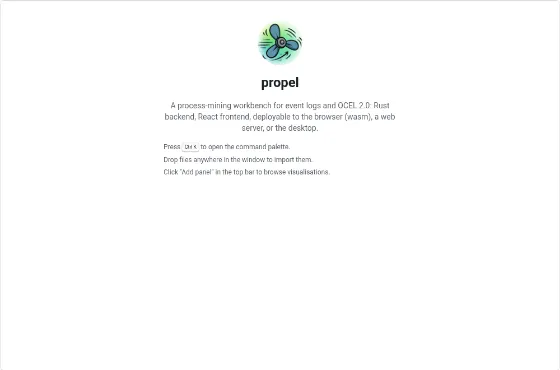 propel
A process-mining workbench for event logs and OCEL 2.0: Rust
backend, React frontend, deployable to the browser (wasm), a web
server, or the desktop.
Press Ctrl K to open the command palette.
Drop files anywhere in the window to import them.
Click "Add panel" in the top bar to browse visualisations.